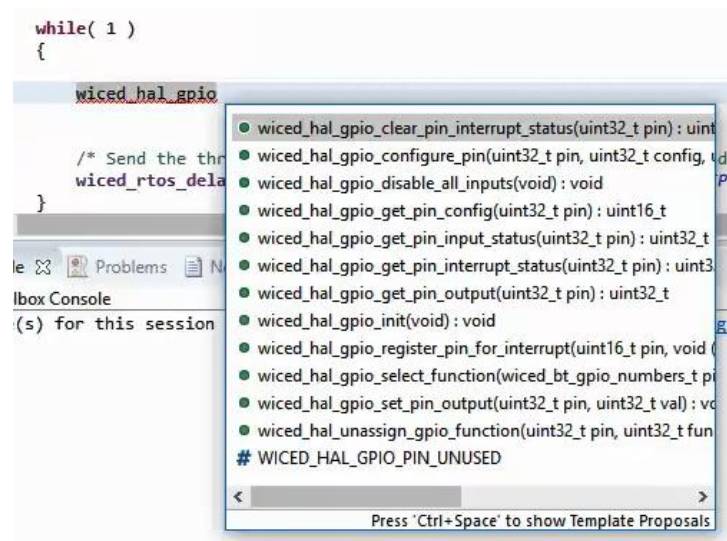 while( 1 )
{
wiced_hal_gpio
wiced_hal_gpio_clear_pin_interrupt_status(uint32_t pin) : uint
/* Send the thr
wiced_hal_gpio_configure_pin(uint32_t pin, uint32_t config, u
wiced_rtos_dela
wiced_hal_gpio_disable_all_inputs(void) : void
}
wiced_hal_gpio_get_pin_config(uint32_t pin) : uint16_t
wiced_hal_gpio_get_pin_input_status(uint32_t pin) : uint32_t
le Problems N
wiced_hal_gpio_get_pin_interrupt_status(uint32_t pin) : uint3
lbox Console
wiced_hal_gpio_get_pin_output(uint32_t pin) : uint32_t
(s) for this session
wiced_hal_gpio_init(void) : void
wiced_hal_gpio_register_pin_for_interrupt(uint16_t pin, void (
wiced_hal_gpio_select_function(wiced_bt_gpio_numbers_t pi
wiced_hal_gpio_set_pin_output(uint32_t pin, uint32_t val) : vo
wiced_hal_unassign_gpio_function(uint32_t pin, uint32_t fun
# WICED_HAL_GPIO_PIN_UNUSED
Press 'Ctrl+Space' to show Template Proposals